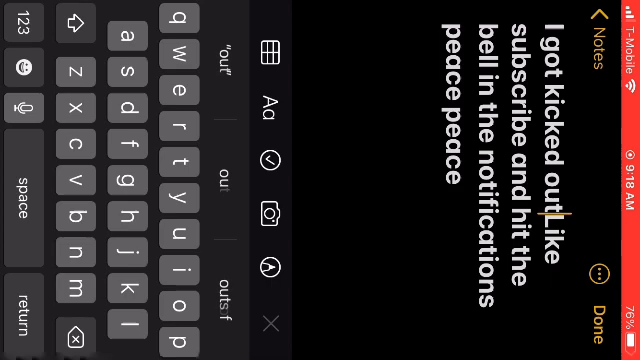 T-Mobile 9:18 AM 76%
Notes Done
I got kicked outLike
subscribe and hit the
bell in the notifications
peace peace
Aa
"out" out outs:f
q w e r t y u i o p
a s d f g h j k l
z x c v b n m
123 space return